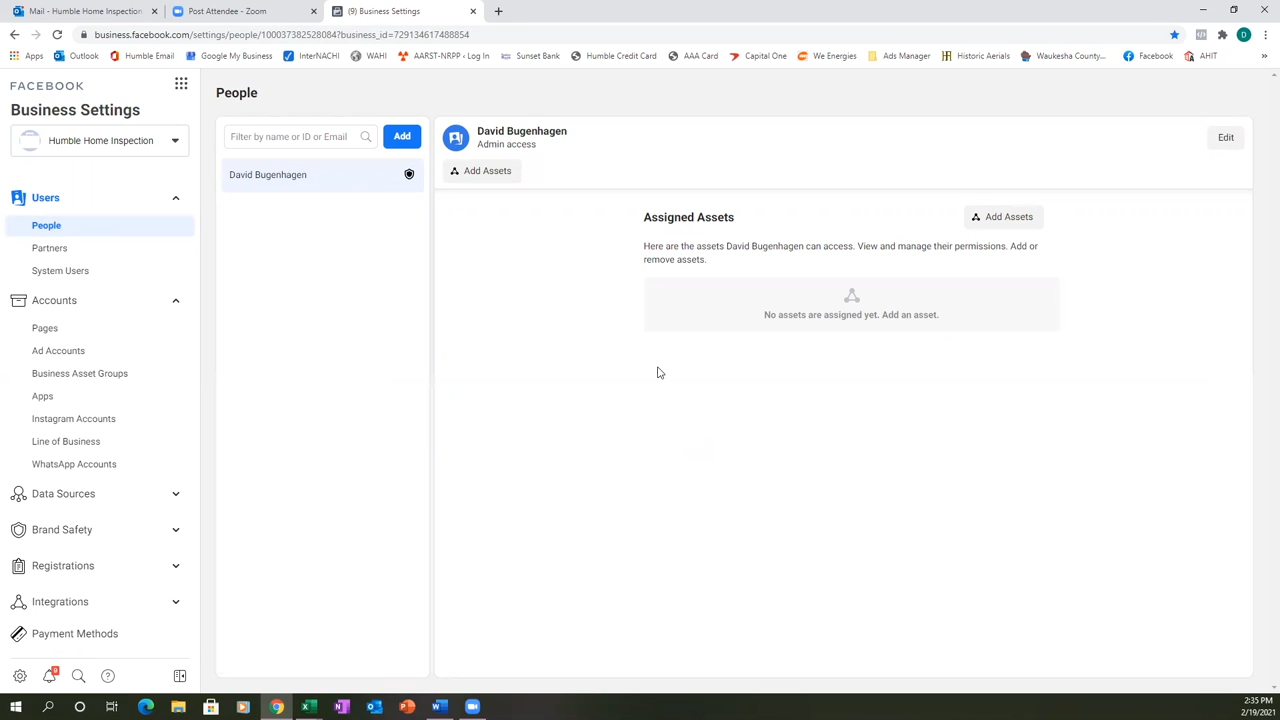 Mail - Humble Home Inspection
Post Attendee - Zoom
(9) Business Settings
business.facebook.com/settings/people/100037382528084?business_id=729134617488854
Apps
Outlook
Humble Email
Google My Business
InterNACHI
WAHI
AARST-NRPP < Log In
Sunset Bank
Humble Credit Card
AAA Card
Capital One
We Energies
Ads Manager
Historic Aerials
Waukesha County...
Facebook
AHIT
FACEBOOK
Business Settings
Humble Home Inspection
Users
People
Partners
System Users
Accounts
Pages
Ad Accounts
Business Asset Groups
Apps
Instagram Accounts
Line of Business
WhatsApp Accounts
Data Sources
Brand Safety
Registrations
Integrations
Payment Methods
People
Filter by name or ID or Email
Add
David Bugenhagen
David Bugenhagen
Admin access
Edit
Add Assets
Assigned Assets
Add Assets
Here are the assets David Bugenhagen can access. View and manage their permissions. Add or
remove assets.
No assets are assigned yet. Add an asset.
2:35 PM
2/19/2021